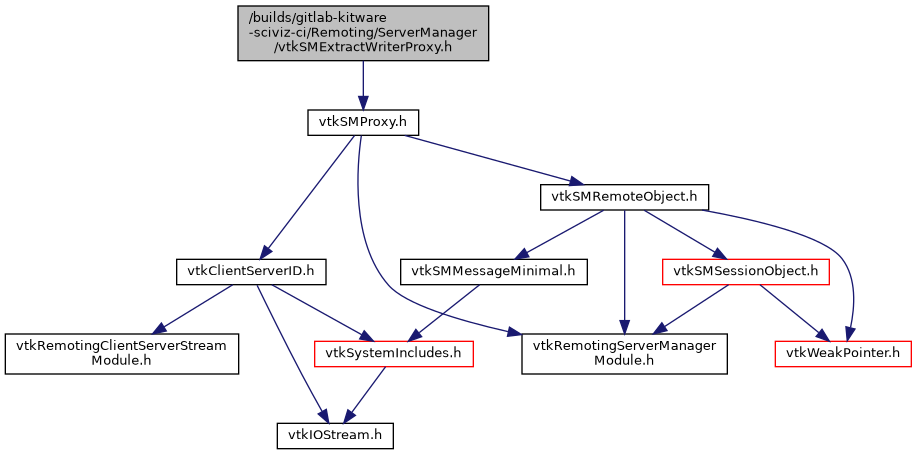 /builds/gitlab-kitware
-sciviz-ci/Remoting/ServerManager
/vtkSMExtractWriterProxy.h
vtkSMProxy.h
vtkSMRemoteObject.h
vtkClientServerID.h
vtkSMMessageMinimal.h
vtkSMSessionObject.h
vtkRemotingClientServerStream
Module.h
vtkSystemIncludes.h
vtkRemotingServerManager
Module.h
vtkWeakPointer.h
vtkIOStream.h